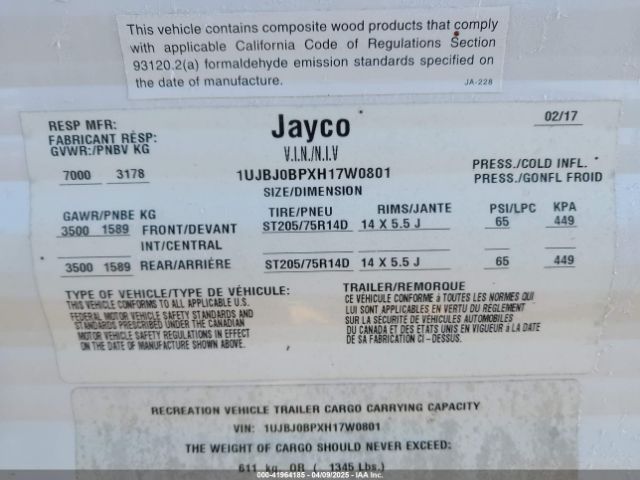 This vehicle contains composite wood products that comply
with applicable California Code of Regulations Section
93120.2(a) formaldehyde emission standards specified on
the date of manufacture.
JA-228
RESP MFR:
FABRICANT RESP:
GVWR:/PNBV KG
Jayco
02/17
V.I.N./N.I.V
7000 3178
1UJBJ0BPXH17W0801
PRESS./COLD INFL.
PRESS./GONFL FROID
SIZE/DIMENSION
GAWR/PNBE KG TIRE/PNEU RIMS/JANTE PSI/LPC KPA
3500 1589 FRONT/DEVANT ST205/75R14D 14 X 5.5 J 65 449
INT/CENTRAL
3500 1589 REAR/ARRIÈRE ST205/75R14D 14 X 5.5 J 65 449
TYPE OF VEHICLE/TYPE DE VÉHICULE:
THIS VEHICLE CONFORMS TO ALL APPLICABLE U.S.
FEDERAL MOTOR VEHICLE SAFETY STANDARDS AND
STANDARDS PRESCRIBED UNDER THE CANADIAN
MOTOR VEHICLE SAFETY REGULATIONS IN EFFECT
ON THE DATE OF MANUFACTURE SHOWN ABOVE.
TRAILER/REMORQUE
CE VÉHICULE CONFORME à TOUTES LES NORMES QUI
LUI SONT APPLICABLES EN VERTU DU RÈGLEMENT
SUR LA SÉCURITÉ DE VÉHICULES AUTOMOBILES
DU CANADA ET DES ETATS UNIS EN VIGUEUR à LA DATE
DE SA FABRICATION CI - DESSUS.
RECREATION VEHICLE TRAILER CARGO CARRYING CAPACITY
VIN: 1UJBJ0BPXH17W0801
THE WEIGHT OF CARGO SHOULD NEVER EXCEED:
611 kg OR ( 1345 Lbs.)
000-41964185 - 04/09/2025 - IAAI COPYRIGHT